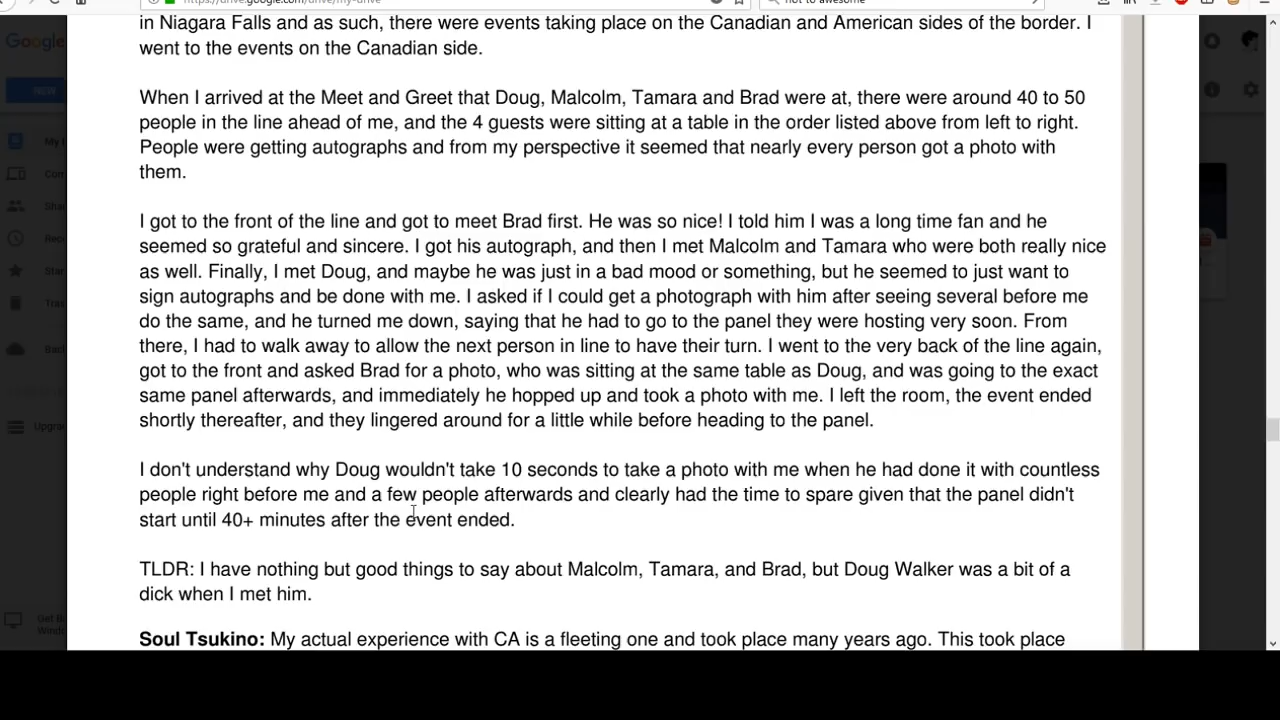 https://drive.google.com/drive/my-drive
not to awesome
Google
NEW
in Niagara Falls and as such, there were events taking place on the Canadian and American sides of the border. I
went to the events on the Canadian side.
When I arrived at the Meet and Greet that Doug, Malcolm, Tamara and Brad were at, there were around 40 to 50
people in the line ahead of me, and the 4 guests were sitting at a table in the order listed above from left to right.
People were getting autographs and from my perspective it seemed that nearly every person got a photo with
them.
I got to the front of the line and got to meet Brad first. He was so nice! I told him I was a long time fan and he
seemed so grateful and sincere. I got his autograph, and then I met Malcolm and Tamara who were both really nice
as well. Finally, I met Doug, and maybe he was just in a bad mood or something, but he seemed to just want to
sign autographs and be done with me. I asked if I could get a photograph with him after seeing several before me
do the same, and he turned me down, saying that he had to go to the panel they were hosting very soon. From
there, I had to walk away to allow the next person in line to have their turn. I went to the very back of the line again,
got to the front and asked Brad for a photo, who was sitting at the same table as Doug, and was going to the exact
same panel afterwards, and immediately he hopped up and took a photo with me. I left the room, the event ended
shortly thereafter, and they lingered around for a little while before heading to the panel.
I don't understand why Doug wouldn't take 10 seconds to take a photo with me when he had done it with countless
people right before me and a few people afterwards and clearly had the time to spare given that the panel didn't
start until 40+ minutes after the event ended.
TLDR: I have nothing but good things to say about Malcolm, Tamara, and Brad, but Doug Walker was a bit of a
dick when I met him.
Soul Tsukino: My actual experience with CA is a fleeting one and took place many years ago. This took place